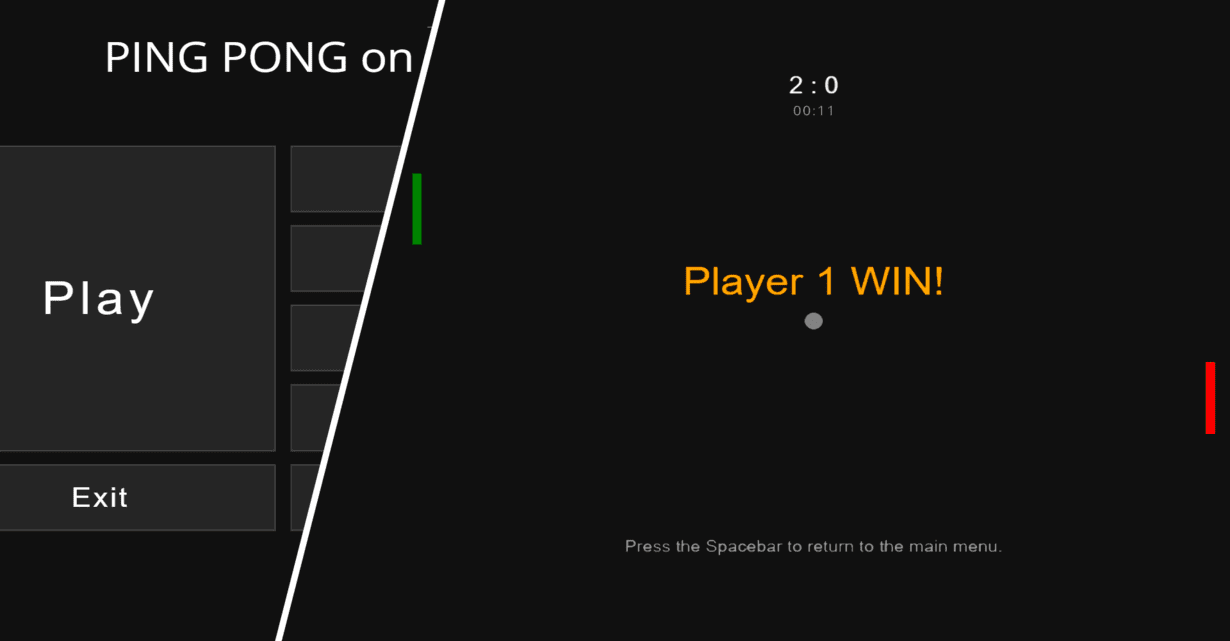 PING PONG on
Play
Exit
2 : 0
00:11
Player 1 WIN!
Press the Spacebar to return to the main menu.